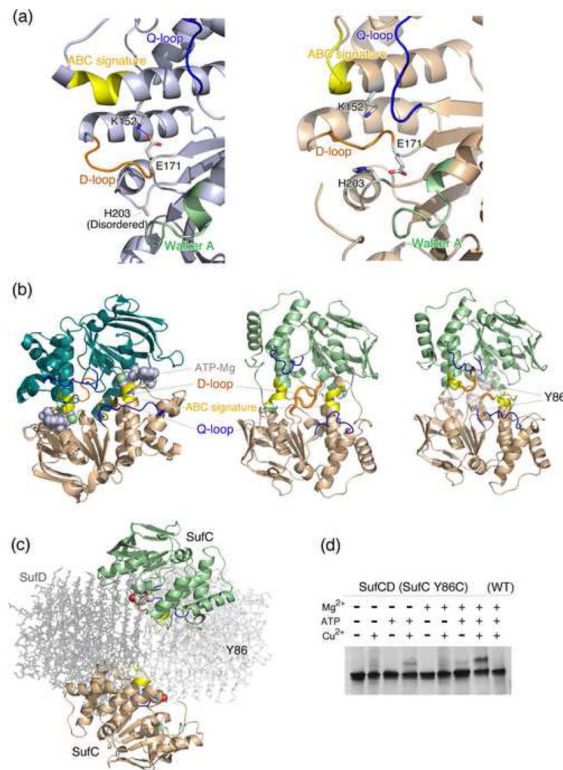 (a)
Q-loop
ABC signature
K152
E171
D-loop
H203
(Disordered)
Walker A
Q-loop
ABC signature
K152
E171
D-loop
H203
Walker A
(b)
ATP-Mg
D-loop
ABC signature
Q-loop
Y86
(c)
SufC
SufD
Y86
SufC
(d)
SufCD (SufC Y86C) (WT)
Mg²⁺ - - - - + + + + +
ATP - - + + - - + + +
Cu²⁺ - + - + - + - + +